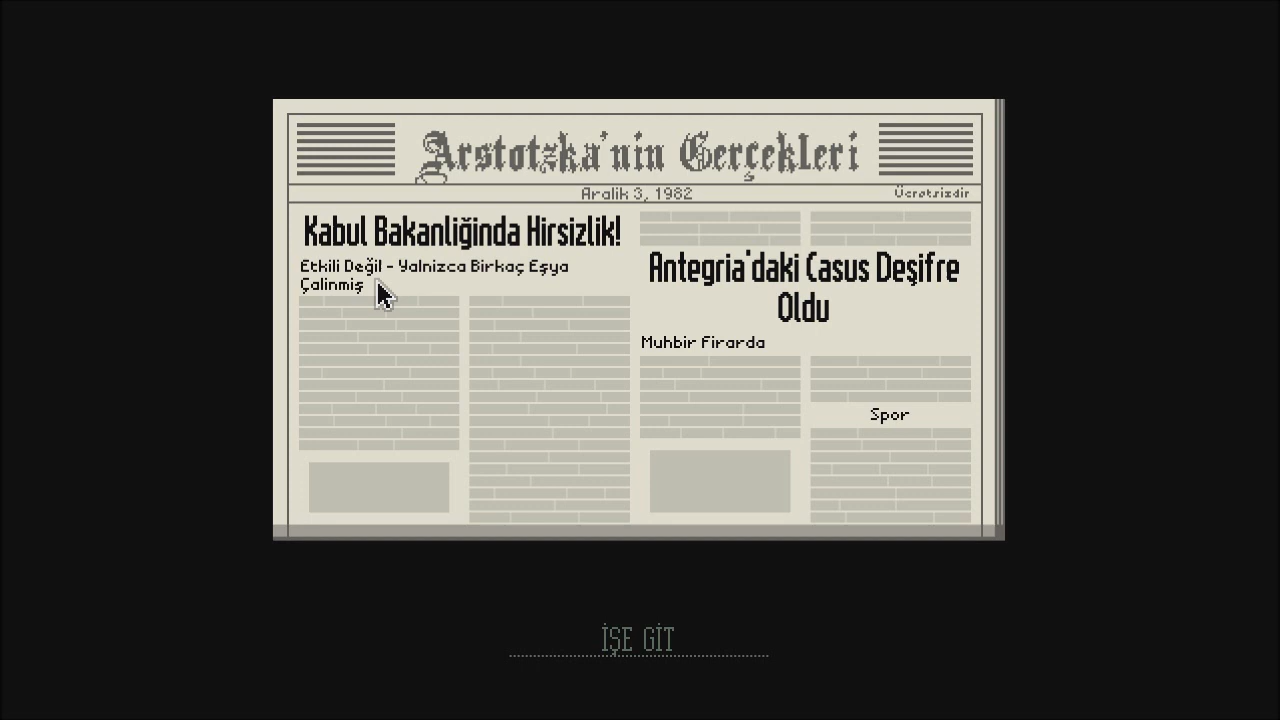 Arstotzka'nin Gerçekleri
Aralik 3, 1982
Ücretsizdir
Kabul Bakanliğinda Hirsizlik!
Etkili Değil - Yalnizca Birkaç Eşya
Çalinmiş
Antegria'daki Casus Deşifre
Oldu
Muhbir Firarda
Spor
İŞE GİT